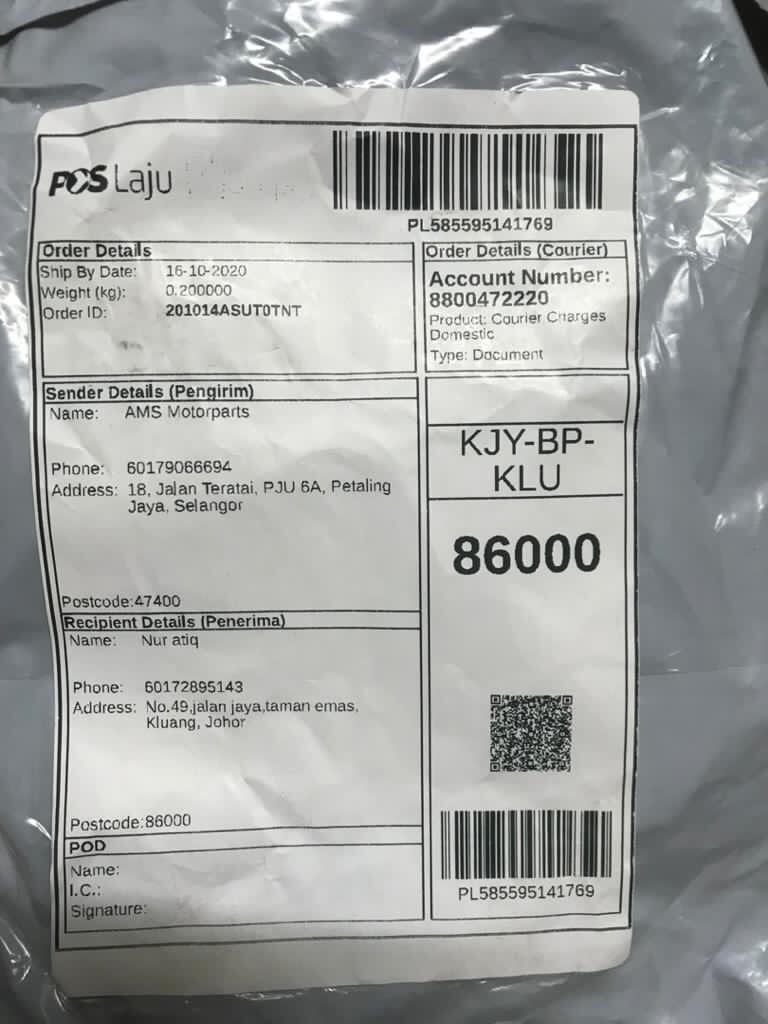 POS Laju
PL585595141769
Order Details
Ship By Date: 16-10-2020
Weight (kg): 0.200000
Order ID: 201014ASUT0TNT
Order Details (Courier)
Account Number:
8800472220
Product: Courier Charges
Domestic
Type: Document
Sender Details (Pengirim)
Name: AMS Motorparts
Phone: 60179066694
Address: 18, Jalan Teratai, PJU 6A, Petaling
Jaya, Selangor
Postcode:47400
KJY-BP-
KLU
86000
Recipient Details (Penerima)
Name: Nur atiq
Phone: 60172895143
Address: No.49,jalan jaya,taman emas,
Kluang, Johor
Postcode:86000
POD
Name:
I.C.:
Signature:
PL585595141769